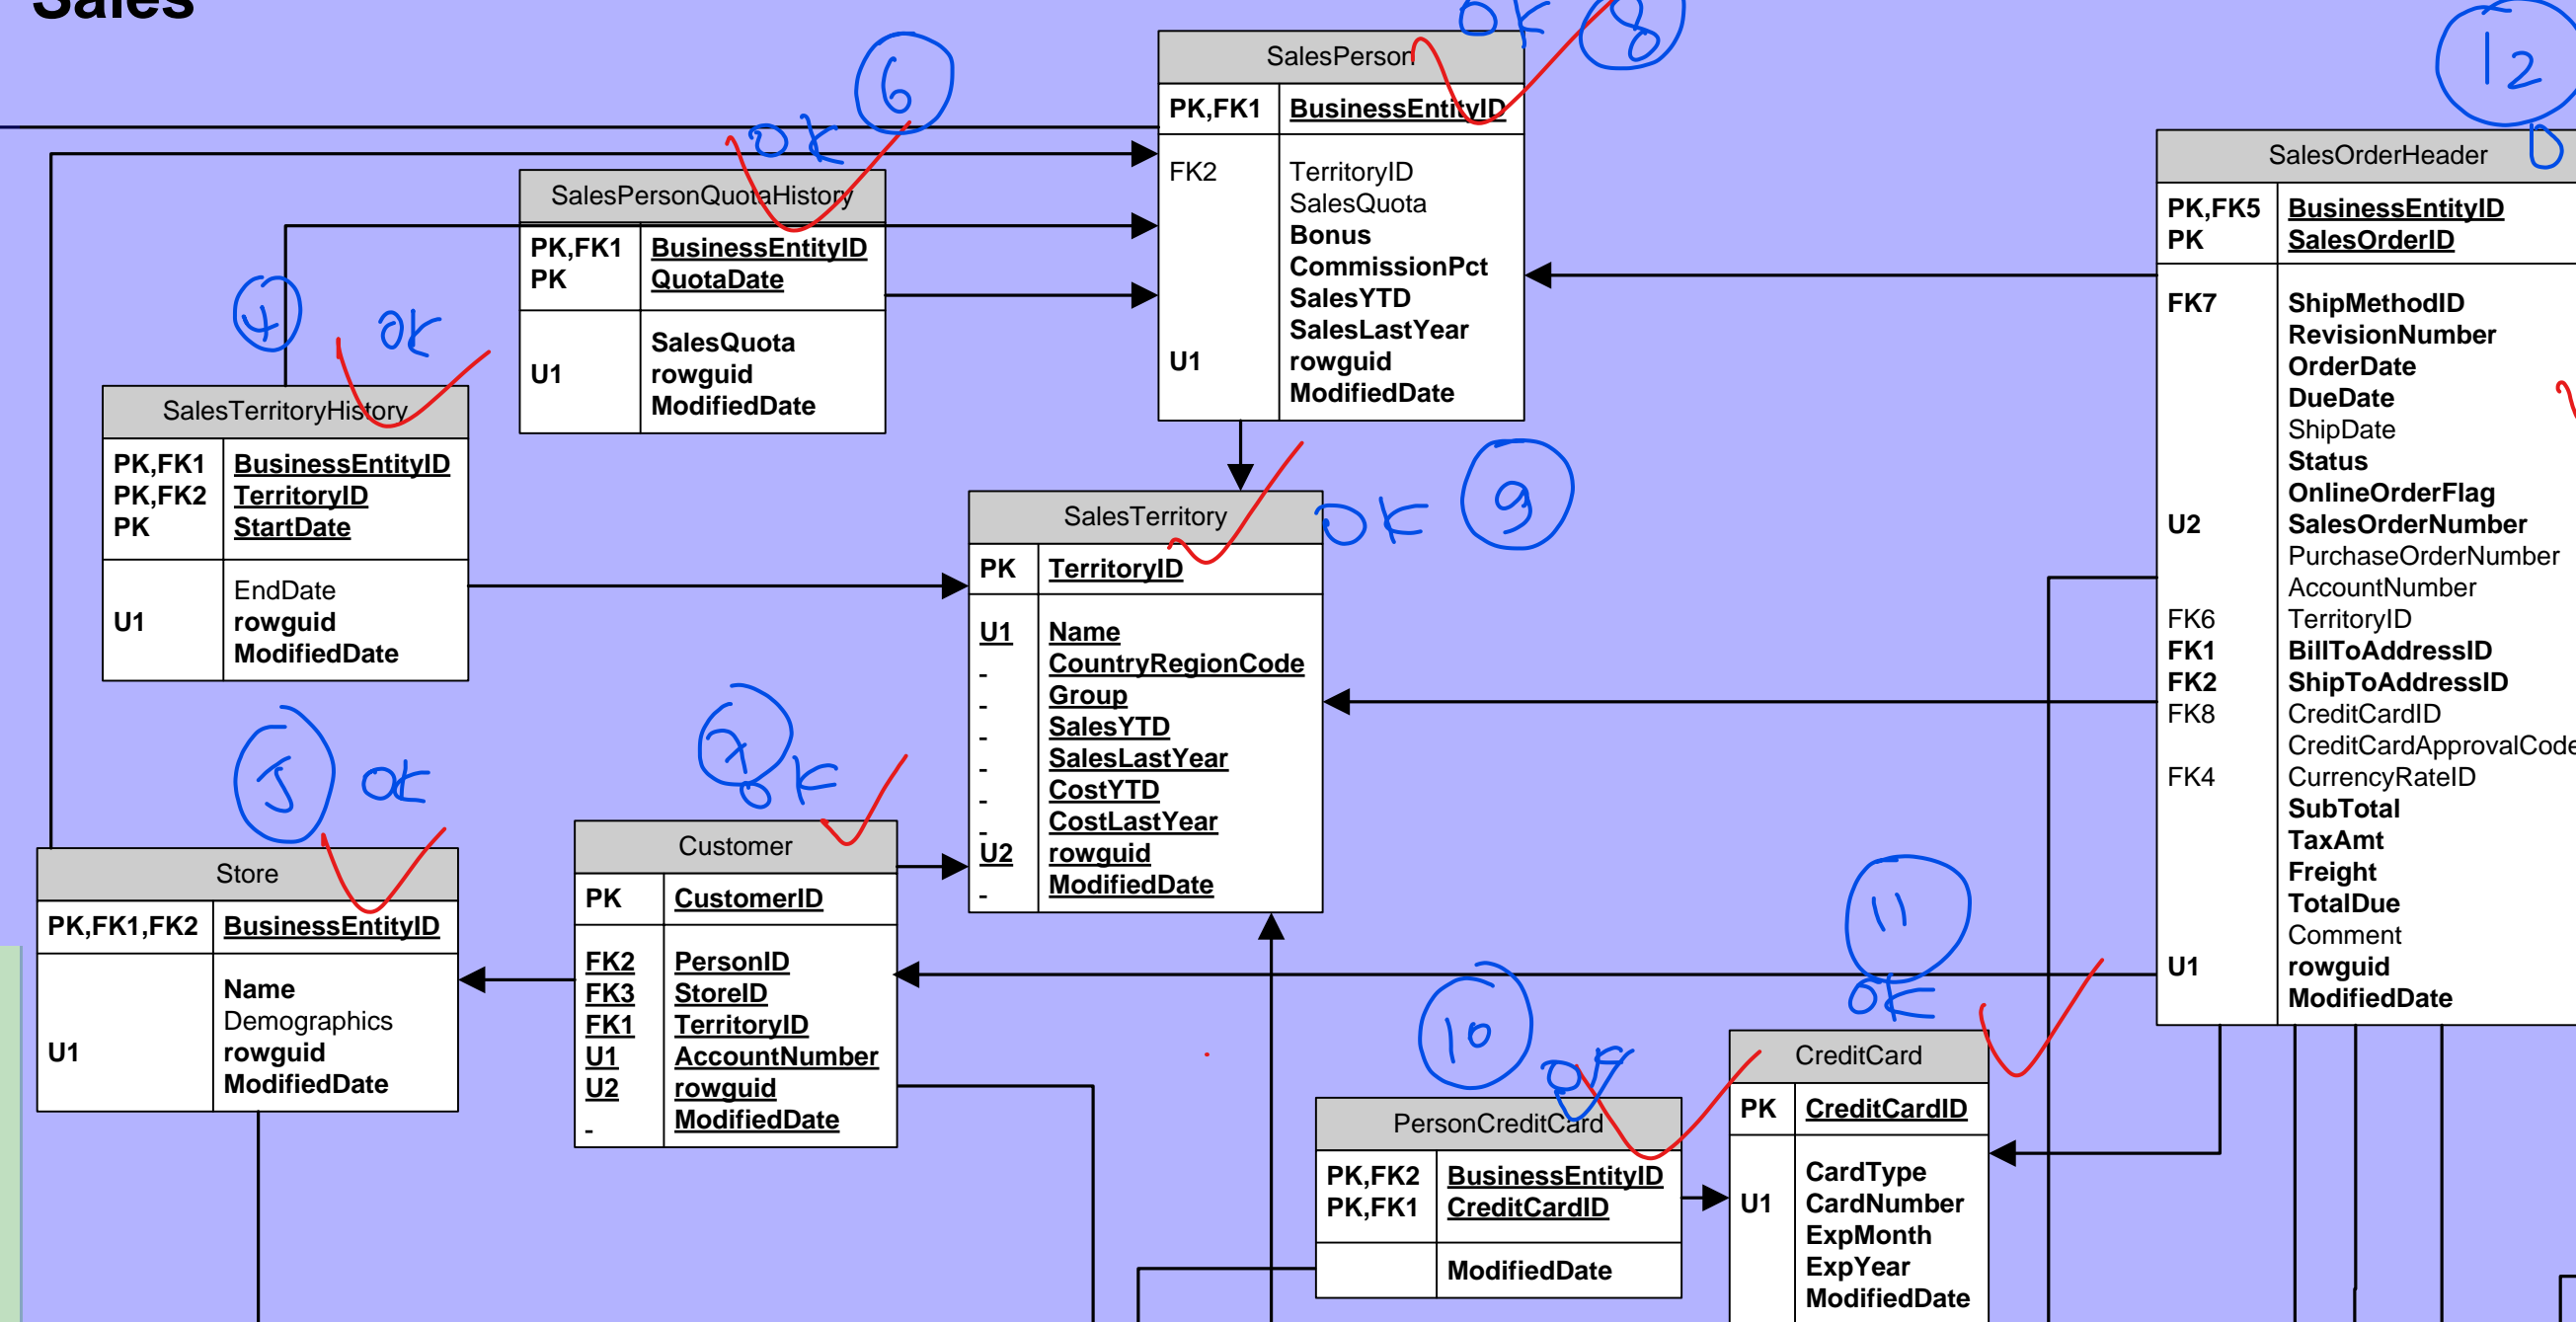 Sales
OK 8
12
6
OK
SalesPerson
PK,FK1 BusinessEntityID
FK2 TerritoryID
SalesQuota
Bonus
CommissionPct
SalesYTD
SalesLastYear
U1 rowguid
ModifiedDate
SalesPersonQuotaHistory
PK,FK1 BusinessEntityID
PK QuotaDate
SalesQuota
U1 rowguid
ModifiedDate
4 OK
SalesTerritoryHistory
PK,FK1 BusinessEntityID
PK,FK2 TerritoryID
PK StartDate
EndDate
U1 rowguid
ModifiedDate
SalesTerritory
OK 9
PK TerritoryID
U1 Name
- CountryRegionCode
- Group
- SalesYTD
- SalesLastYear
- CostYTD
- CostLastYear
U2 rowguid
- ModifiedDate
SalesOrderHeader
PK,FK5 BusinessEntityID
PK SalesOrderID
FK7 ShipMethodID
RevisionNumber
OrderDate
DueDate
ShipDate
Status
OnlineOrderFlag
U2 SalesOrderNumber
PurchaseOrderNumber
AccountNumber
FK6 TerritoryID
FK1 BillToAddressID
FK2 ShipToAddressID
FK8 CreditCardID
CreditCardApprovalCode
FK4 CurrencyRateID
SubTotal
TaxAmt
Freight
TotalDue
Comment
U1 rowguid
ModifiedDate
5 OK
Store
PK,FK1,FK2 BusinessEntityID
Name
Demographics
U1 rowguid
ModifiedDate
7
OK
Customer
PK CustomerID
FK2 PersonID
FK3 StoreID
FK1 TerritoryID
U1 AccountNumber
U2 rowguid
- ModifiedDate
10
OK
PersonCreditCard
PK,FK2 BusinessEntityID
PK,FK1 CreditCardID
ModifiedDate
11
OK
CreditCard
PK CreditCardID
CardType
U1 CardNumber
ExpMonth
ExpYear
ModifiedDate